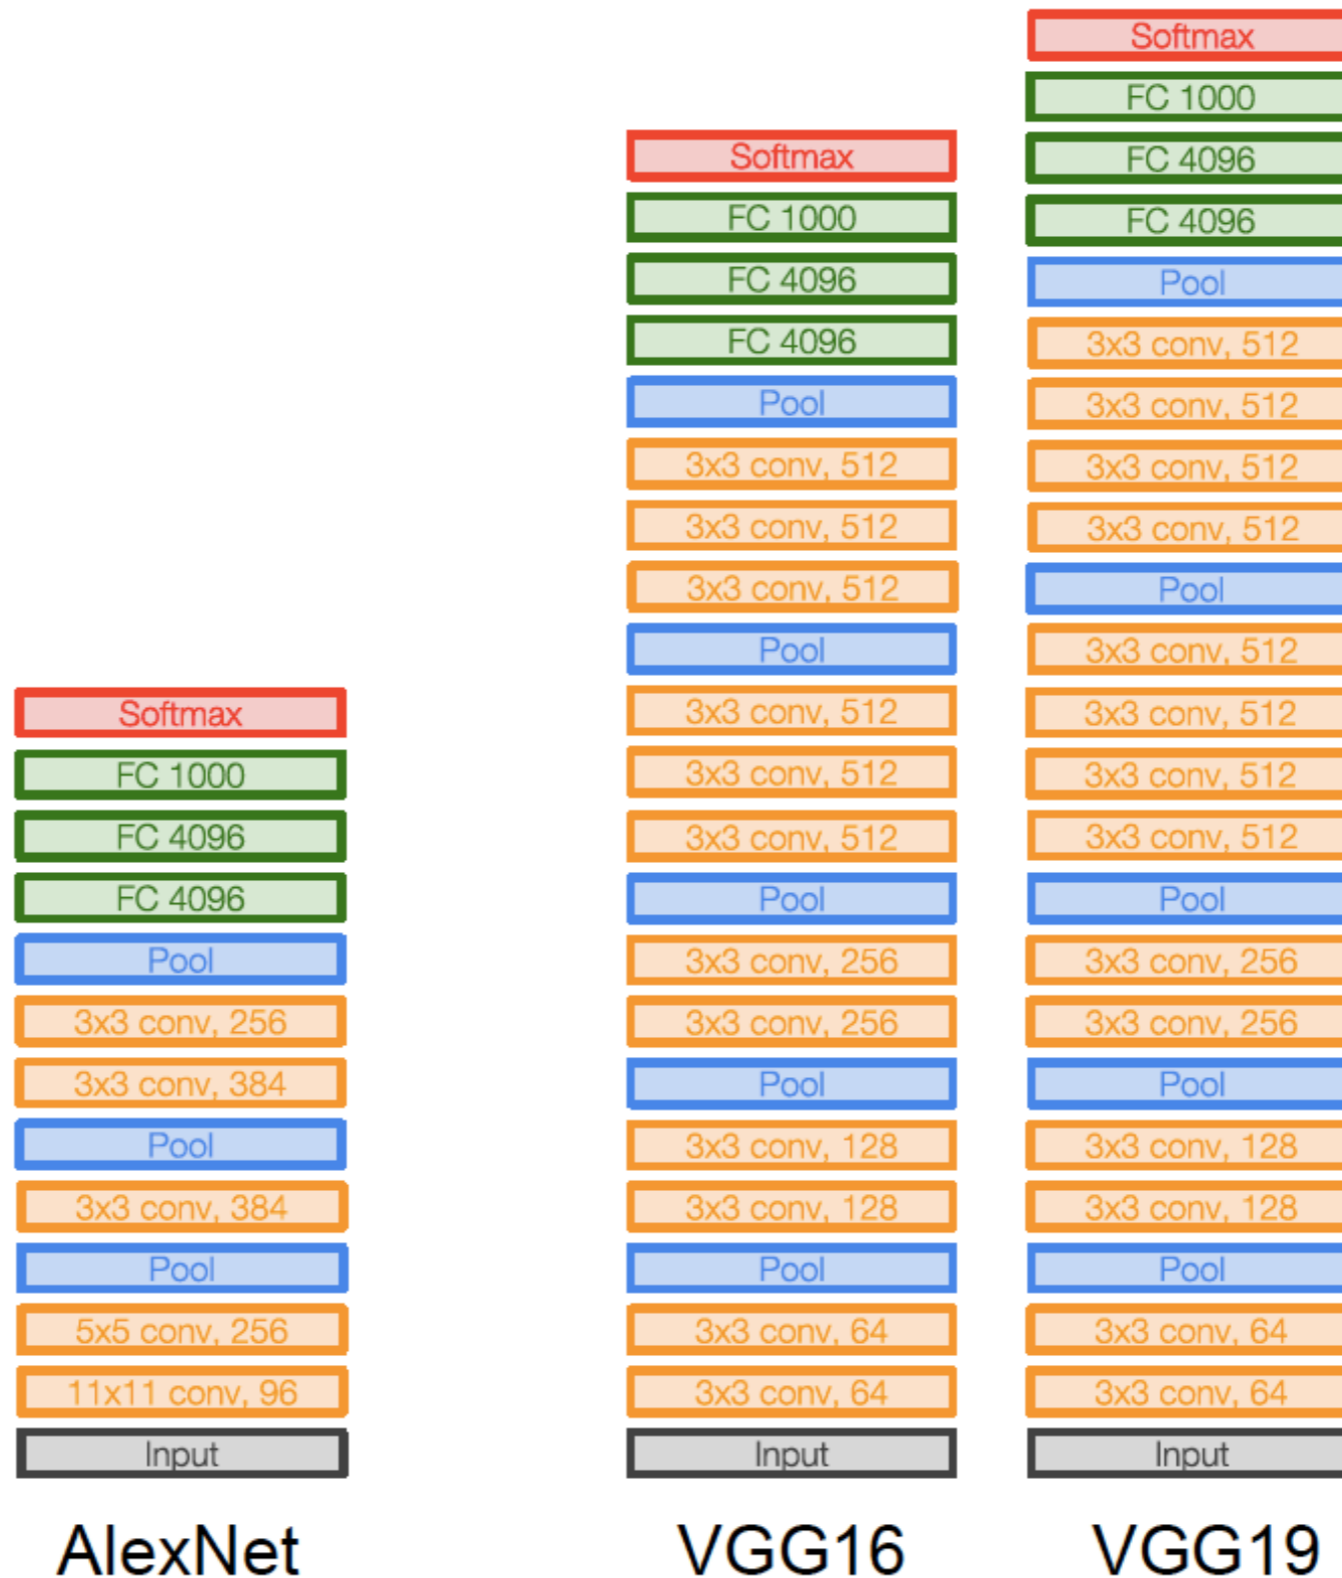 Softmax
FC 1000
FC 4096
FC 4096
Pool
3x3 conv, 256
3x3 conv, 384
Pool
3x3 conv, 384
Pool
5x5 conv, 256
11x11 conv, 96
Input
AlexNet
Softmax
FC 1000
FC 4096
FC 4096
Pool
3x3 conv, 512
3x3 conv, 512
3x3 conv, 512
Pool
3x3 conv, 512
3x3 conv, 512
3x3 conv, 512
Pool
3x3 conv, 256
3x3 conv, 256
Pool
3x3 conv, 128
3x3 conv, 128
Pool
3x3 conv, 64
3x3 conv, 64
Input
VGG16
Softmax
FC 1000
FC 4096
FC 4096
Pool
3x3 conv, 512
3x3 conv, 512
3x3 conv, 512
3x3 conv, 512
Pool
3x3 conv, 512
3x3 conv, 512
3x3 conv, 512
3x3 conv, 512
Pool
3x3 conv, 256
3x3 conv, 256
Pool
3x3 conv, 128
3x3 conv, 128
Pool
3x3 conv, 64
3x3 conv, 64
Input
VGG19